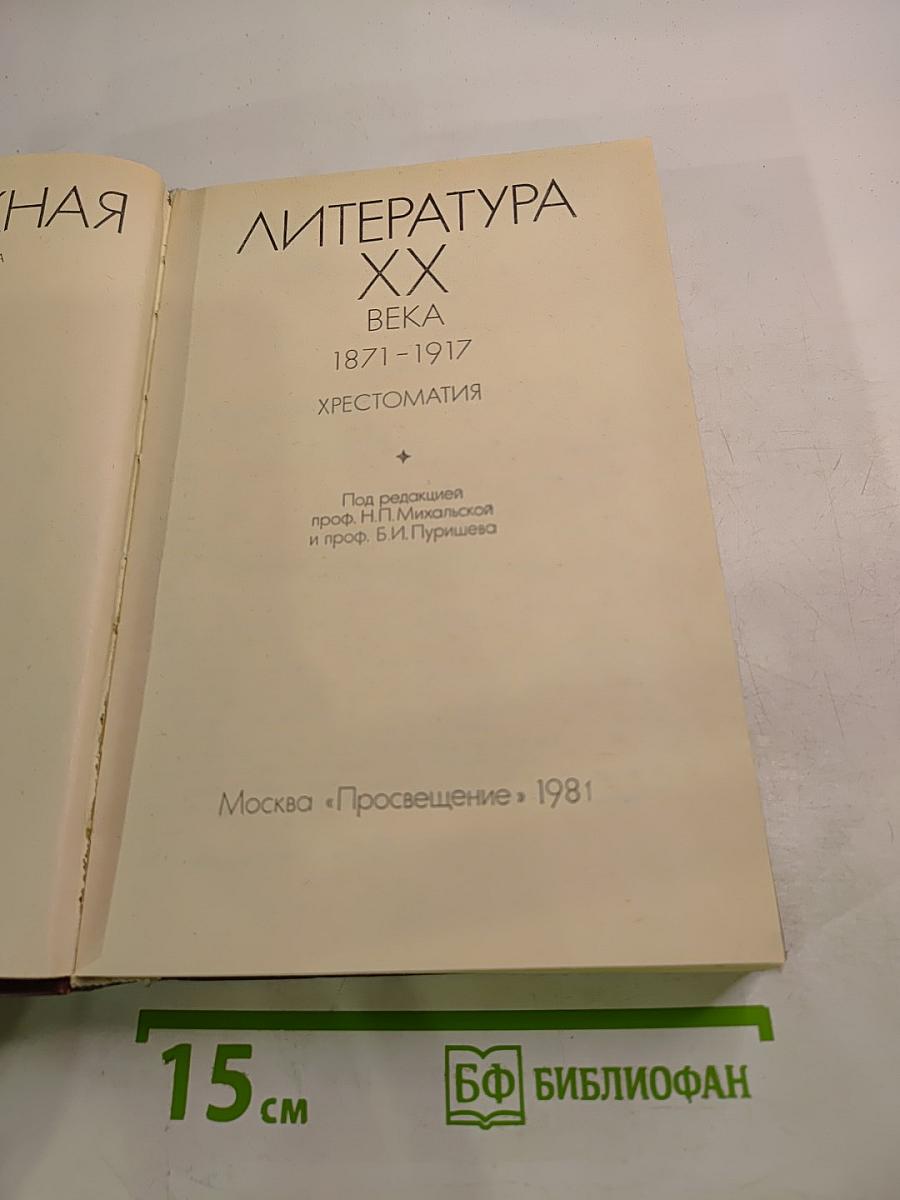 ЛИТЕРАТУРА
XX
ВЕКА
1871-1917
ХРЕСТОМАТИЯ
Под редакцией
проф. Н.П.Михальской
и проф. Б.И.Пуришева
Москва «Просвещение» 1981
15 см
БФ БИБЛИОФАН